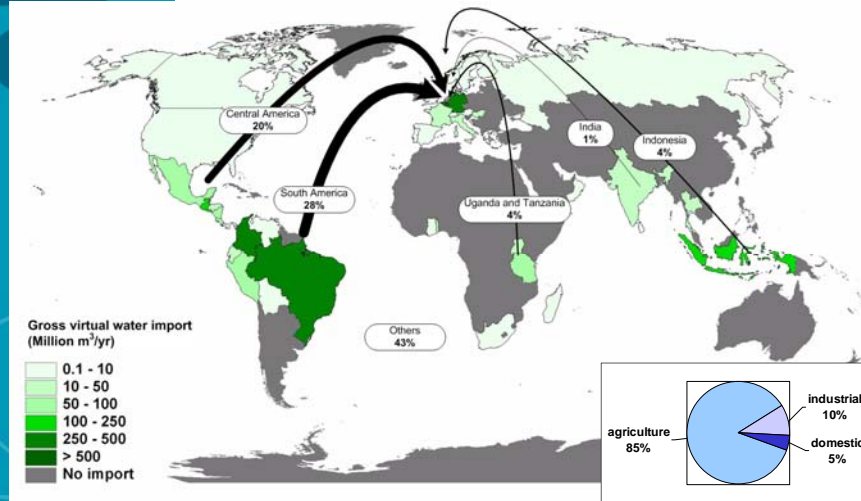 Central America
20%
South America
28%
India
1%
Indonesia
4%
Uganda and Tanzania
4%
Others
43%
Gross virtual water import
(Million m³/yr)
0.1 - 10
10 - 50
50 - 100
100 - 250
250 - 500
> 500
No import
agriculture
85%
industrial
10%
domestic
5%